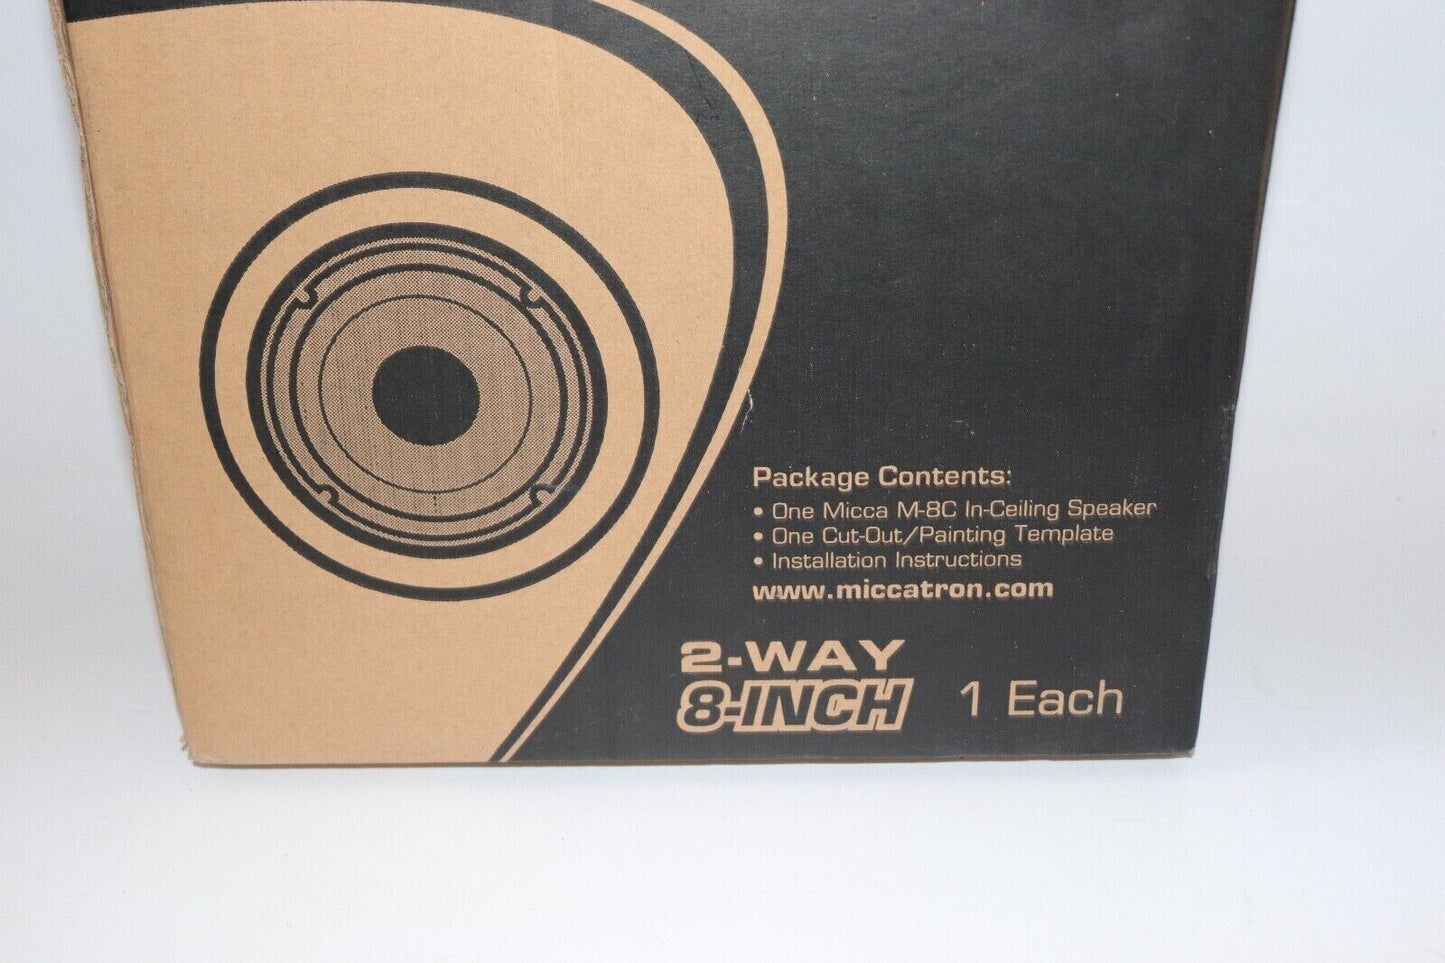 Package Contents:
• One Micca M-8C In-Ceiling Speaker
• One Cut-Out/Painting Template
• Installation Instructions
www.miccatron.com
2-WAY
8-INCH 1 Each